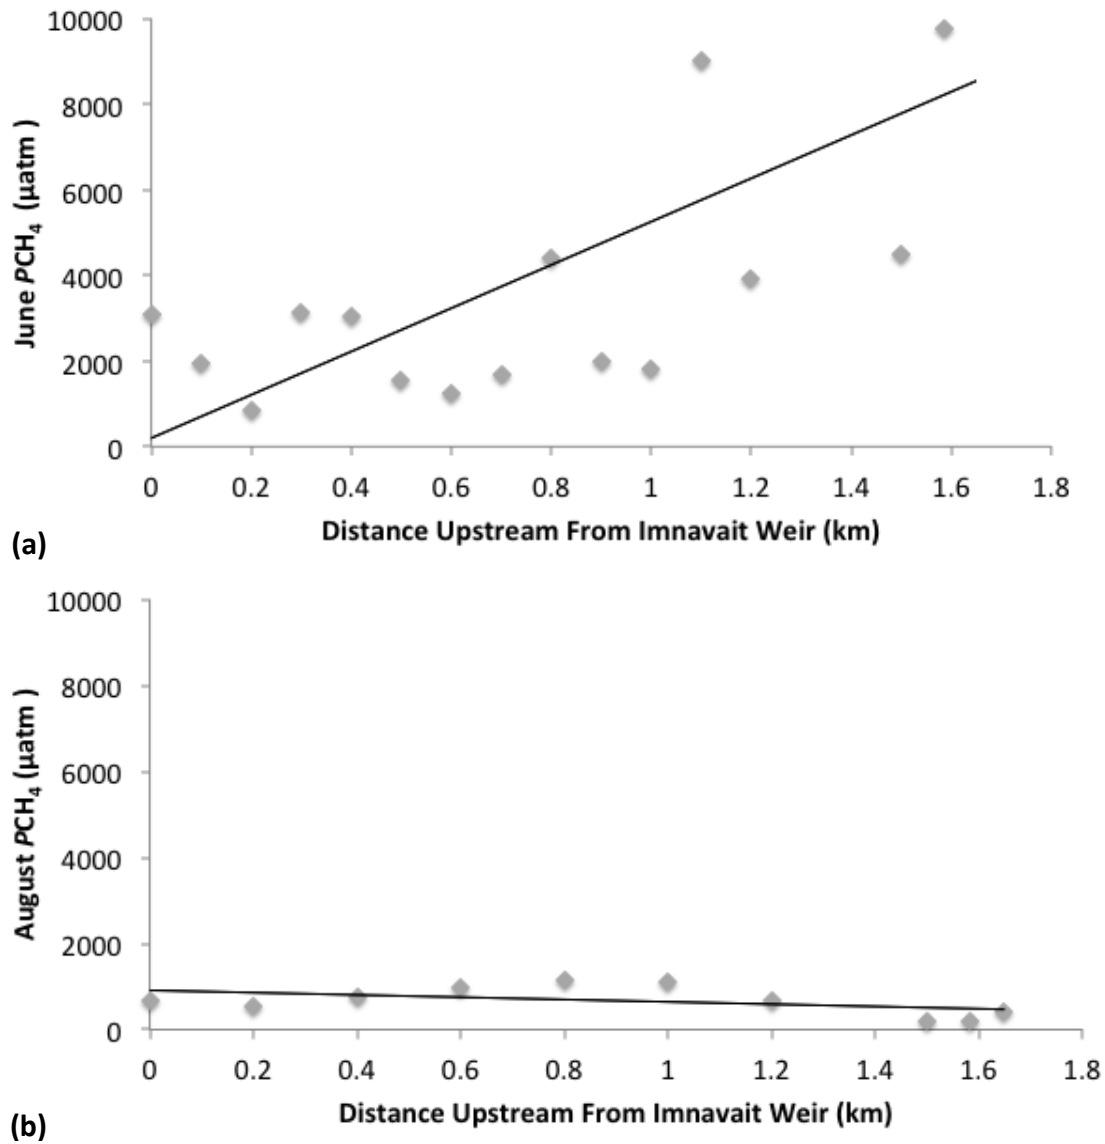 10000
8000
6000
4000
2000
0
June PCH₄ (µatm )
0 0.2 0.4 0.6 0.8 1 1.2 1.4 1.6 1.8
Distance Upstream From Imnavait Weir (km)
(a)
10000
8000
6000
4000
2000
0
August PCH₄ (µatm )
0 0.2 0.4 0.6 0.8 1 1.2 1.4 1.6 1.8
Distance Upstream From Imnavait Weir (km)
(b)